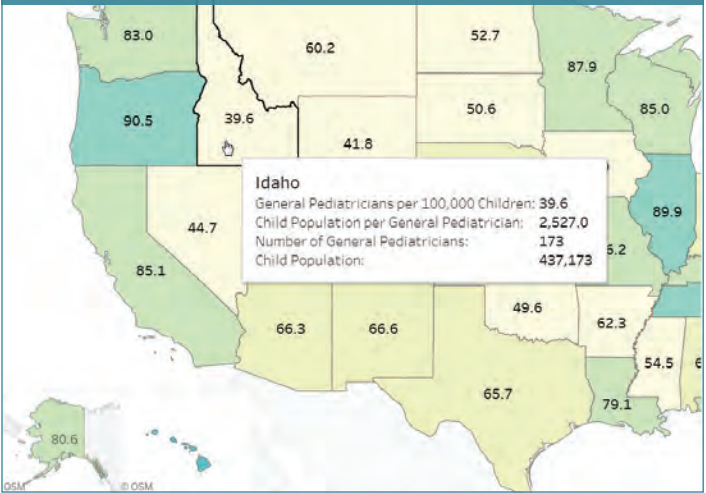 83.0
60.2
52.7
87.9
90.5
39.6
50.6
85.0
41.8
Idaho
General Pediatricians per 100,000 Children: 39.6
Child Population per General Pediatrician: 2,527.0
Number of General Pediatricians: 173
Child Population: 437,173
44.7
89.9
85.1
49.6
66.3
66.6
62.3
54.5
65.7
79.1
80.6
OSM
© OSM